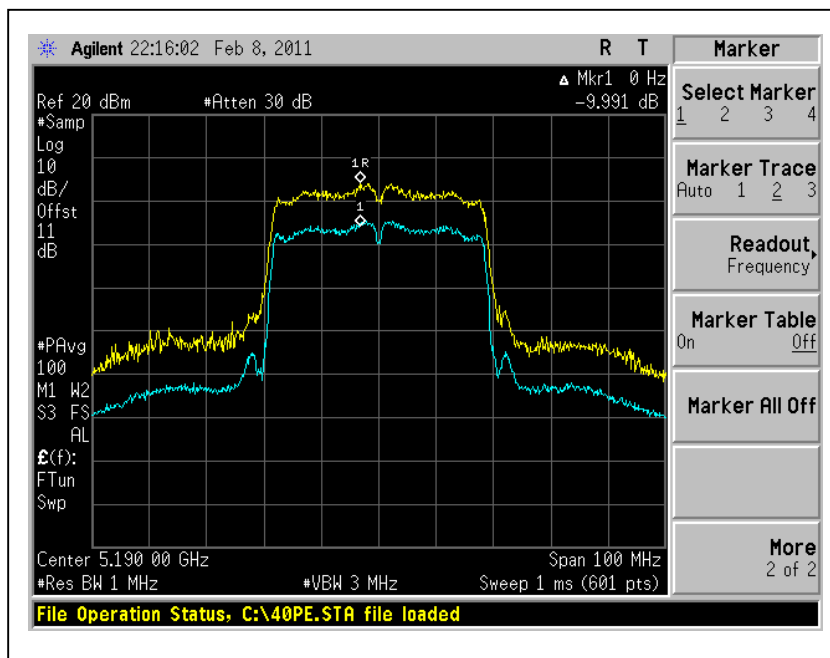 Agilent 22:16:02 Feb 8, 2011 R T
Δ Mkr1 0 Hz
Ref 20 dBm #Atten 30 dB -9.991 dB
#Samp
Log
10
dB/
Offst
11
dB
1R
1
#PAvg
100
M1 W2
S3 FS
AL
£(f):
FTun
Swp
Center 5.190 00 GHz Span 100 MHz
#Res BW 1 MHz #VBW 3 MHz Sweep 1 ms (601 pts)
File Operation Status, C:\40PE.STA file loaded
Marker
Select Marker
1 2 3 4
Marker Trace
Auto 1 2 3
Readout
Frequency
Marker Table
On Off
Marker All Off
More
2 of 2